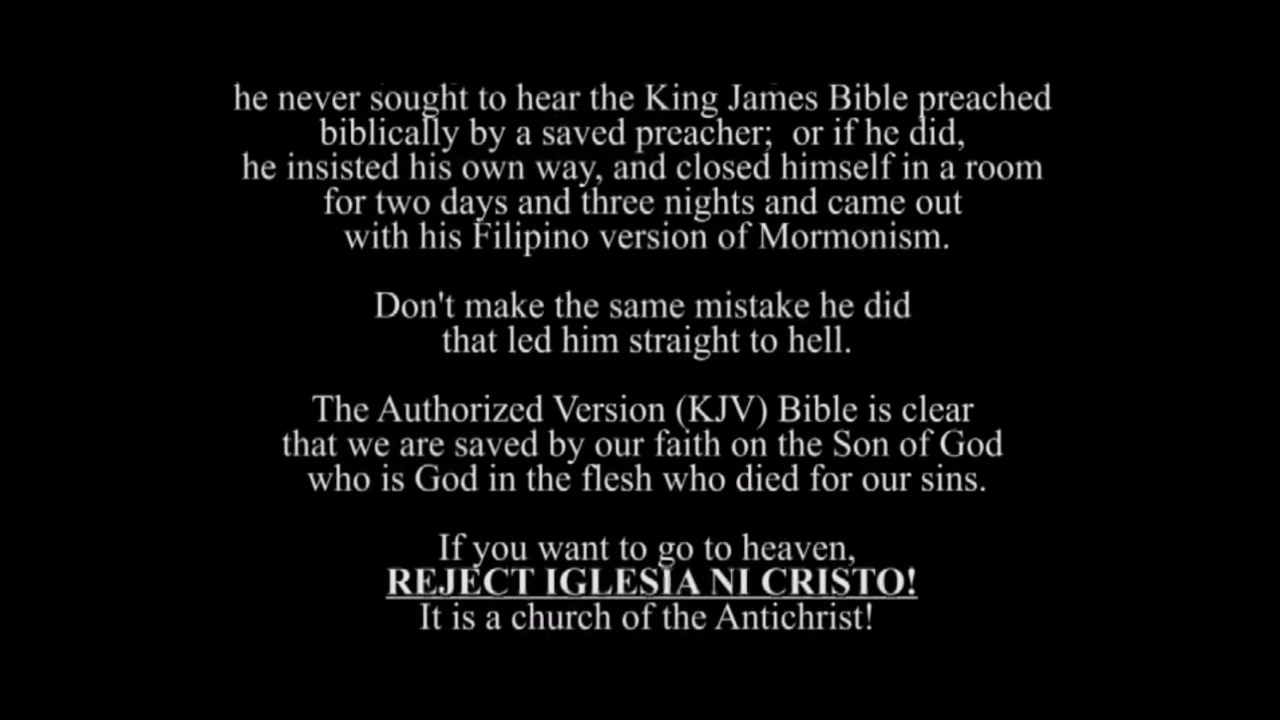 he never sought to hear the King James Bible preached
biblically by a saved preacher;  or if he did,
he insisted his own way, and closed himself in a room
for two days and three nights and came out
with his Filipino version of Mormonism.
Don't make the same mistake he did
that led him straight to hell.
The Authorized Version (KJV) Bible is clear
that we are saved by our faith on the Son of God
who is God in the flesh who died for our sins.
If you want to go to heaven,
REJECT IGLESIA NI CRISTO!
It is a church of the Antichrist!